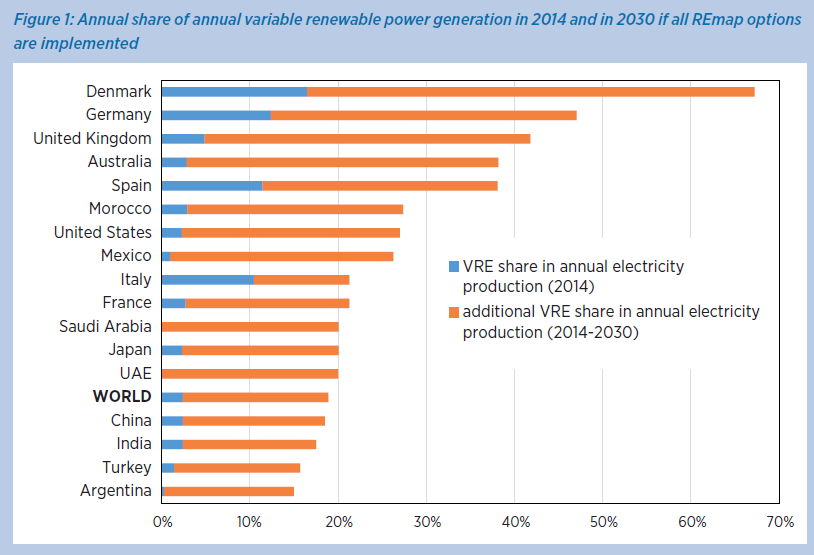 Figure 1: Annual share of annual variable renewable power generation in 2014 and in 2030 if all REmap options
are implemented
Denmark
Germany
United Kingdom
Australia
Spain
Morocco
United States
Mexico
Italy
France
Saudi Arabia
Japan
UAE
WORLD
China
India
Turkey
Argentina
VRE share in annual electricity
production (2014)
additional VRE share in annual electricity
production (2014-2030)
0% 10% 20% 30% 40% 50% 60% 70%